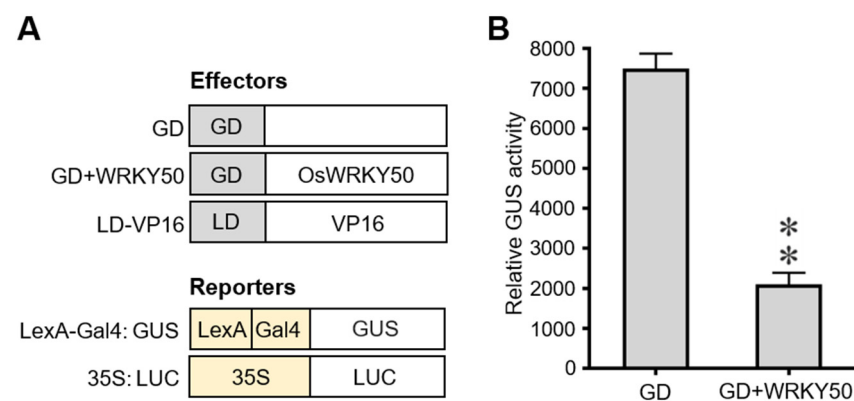 A
Effectors
GD GD
GD+WRKY50 GD OsWRKY50
LD-VP16 LD VP16
Reporters
LexA-Gal4: GUS LexA Gal4 GUS
35S: LUC 35S LUC
B
Relative GUS activity
8000
7000
6000
5000
4000
3000
2000
1000
0
*
*
GD GD+WRKY50